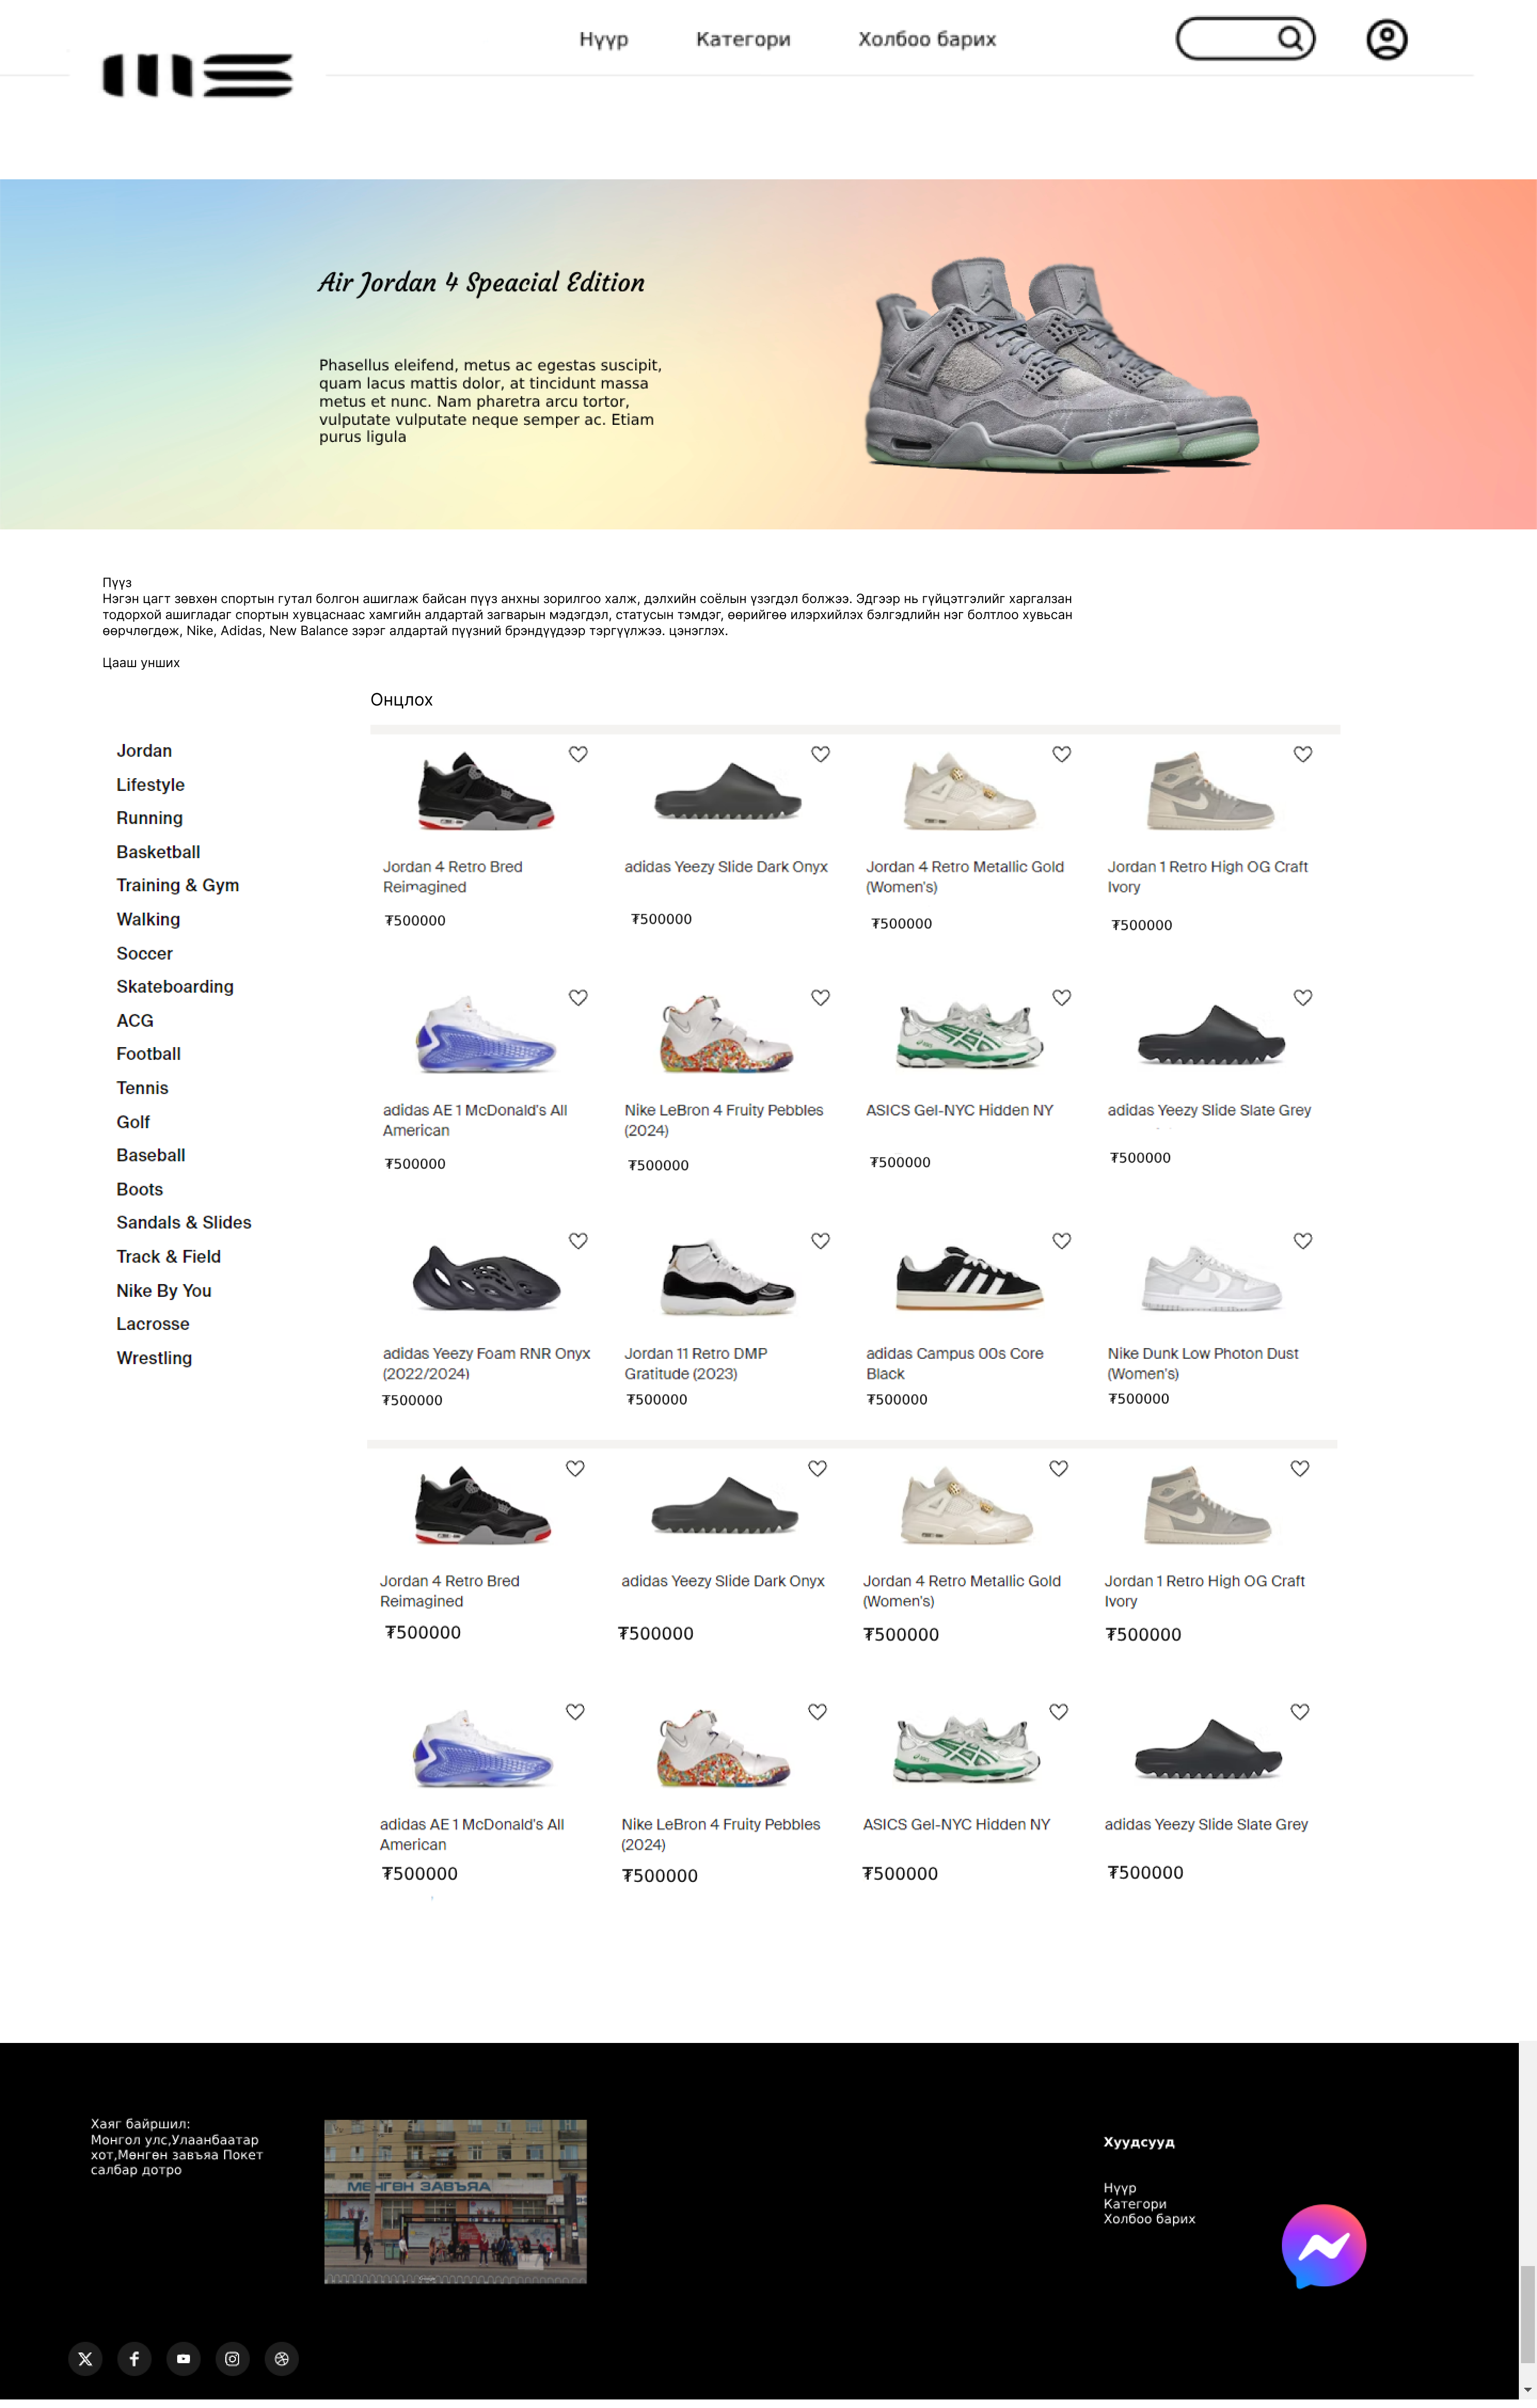 ms
Нүүр
Категори
Холбоо барих
Air Jordan 4 Speacial Edition
Phasellus eleifend, metus ac egestas suscipit,
quam lacus mattis dolor, at tincidunt massa
metus et nunc. Nam pharetra arcu tortor,
vulputate vulputate neque semper ac. Etiam
purus ligula
Пүүз
Нэгэн цагт зөвхөн спортын гутал болгон ашиглаж байсан пүүз анхны зорилгоо халж, дэлхийн соёлын үзэгдэл болжээ. Эдгээр нь гүйцэтгэлийг харгалзан
тодорхой ашигладаг спортын хувцаснаас хамгийн алдартай загварын мэдэгдэл, статусын тэмдэг, өөрийгөө илэрхийлэх бэлгэдлийн нэг болтлоо хувьсан
өөрчлөгдөж, Nike, Adidas, New Balance зэрэг алдартай пүүзний брэндүүдээр тэргүүлжээ. цэнэглэх.
Цааш унших
Онцлох
Jordan
Lifestyle
Running
Basketball
Training & Gym
Walking
Soccer
Skateboarding
ACG
Football
Tennis
Golf
Baseball
Boots
Sandals & Slides
Track & Field
Nike By You
Lacrosse
Wrestling
Jordan 4 Retro Bred
Reimagined
₮500000
adidas Yeezy Slide Dark Onyx
₮500000
Jordan 4 Retro Metallic Gold
(Women's)
₮500000
Jordan 1 Retro High OG Craft
Ivory
₮500000
adidas AE 1 McDonald's All
American
₮500000
Nike LeBron 4 Fruity Pebbles
(2024)
₮500000
ASICS Gel-NYC Hidden NY
₮500000
adidas Yeezy Slide Slate Grey
₮500000
adidas Yeezy Foam RNR Onyx
(2022/2024)
₮500000
Jordan 11 Retro DMP
Gratitude (2023)
₮500000
adidas Campus 00s Core
Black
₮500000
Nike Dunk Low Photon Dust
(Women's)
₮500000
Jordan 4 Retro Bred
Reimagined
₮500000
adidas Yeezy Slide Dark Onyx
₮500000
Jordan 4 Retro Metallic Gold
(Women's)
₮500000
Jordan 1 Retro High OG Craft
Ivory
₮500000
adidas AE 1 McDonald's All
American
₮500000
Nike LeBron 4 Fruity Pebbles
(2024)
₮500000
ASICS Gel-NYC Hidden NY
₮500000
adidas Yeezy Slide Slate Grey
₮500000
Хаяг байршил:
Монгол улс,Улаанбаатар
хот,Мөнгөн завъяа Покет
салбар дотро
МӨНГӨН ЗАВЪЯА
Хуудсууд
Нүүр
Категори
Холбоо барих